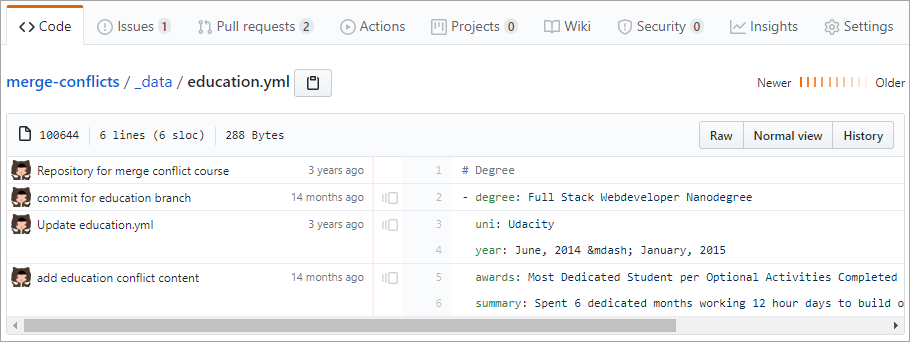 Code Issues 1 Pull requests 2 Actions Projects 0 Wiki Security 0 Insights Settings
merge-conflicts / _data / education.yml Newer Older
100644 6 lines (6 sloc) 288 Bytes Raw Normal view History
Repository for merge conflict course 3 years ago 1 # Degree
commit for education branch 14 months ago 2 - degree: Full Stack Webdeveloper Nanodegree
Update education.yml 3 years ago 3 uni: Udacity
4 year: June, 2014 &mdash; January, 2015
add education conflict content 14 months ago 5 awards: Most Dedicated Student per Optional Activities Completed
6 summary: Spent 6 dedicated months working 12 hour days to build o